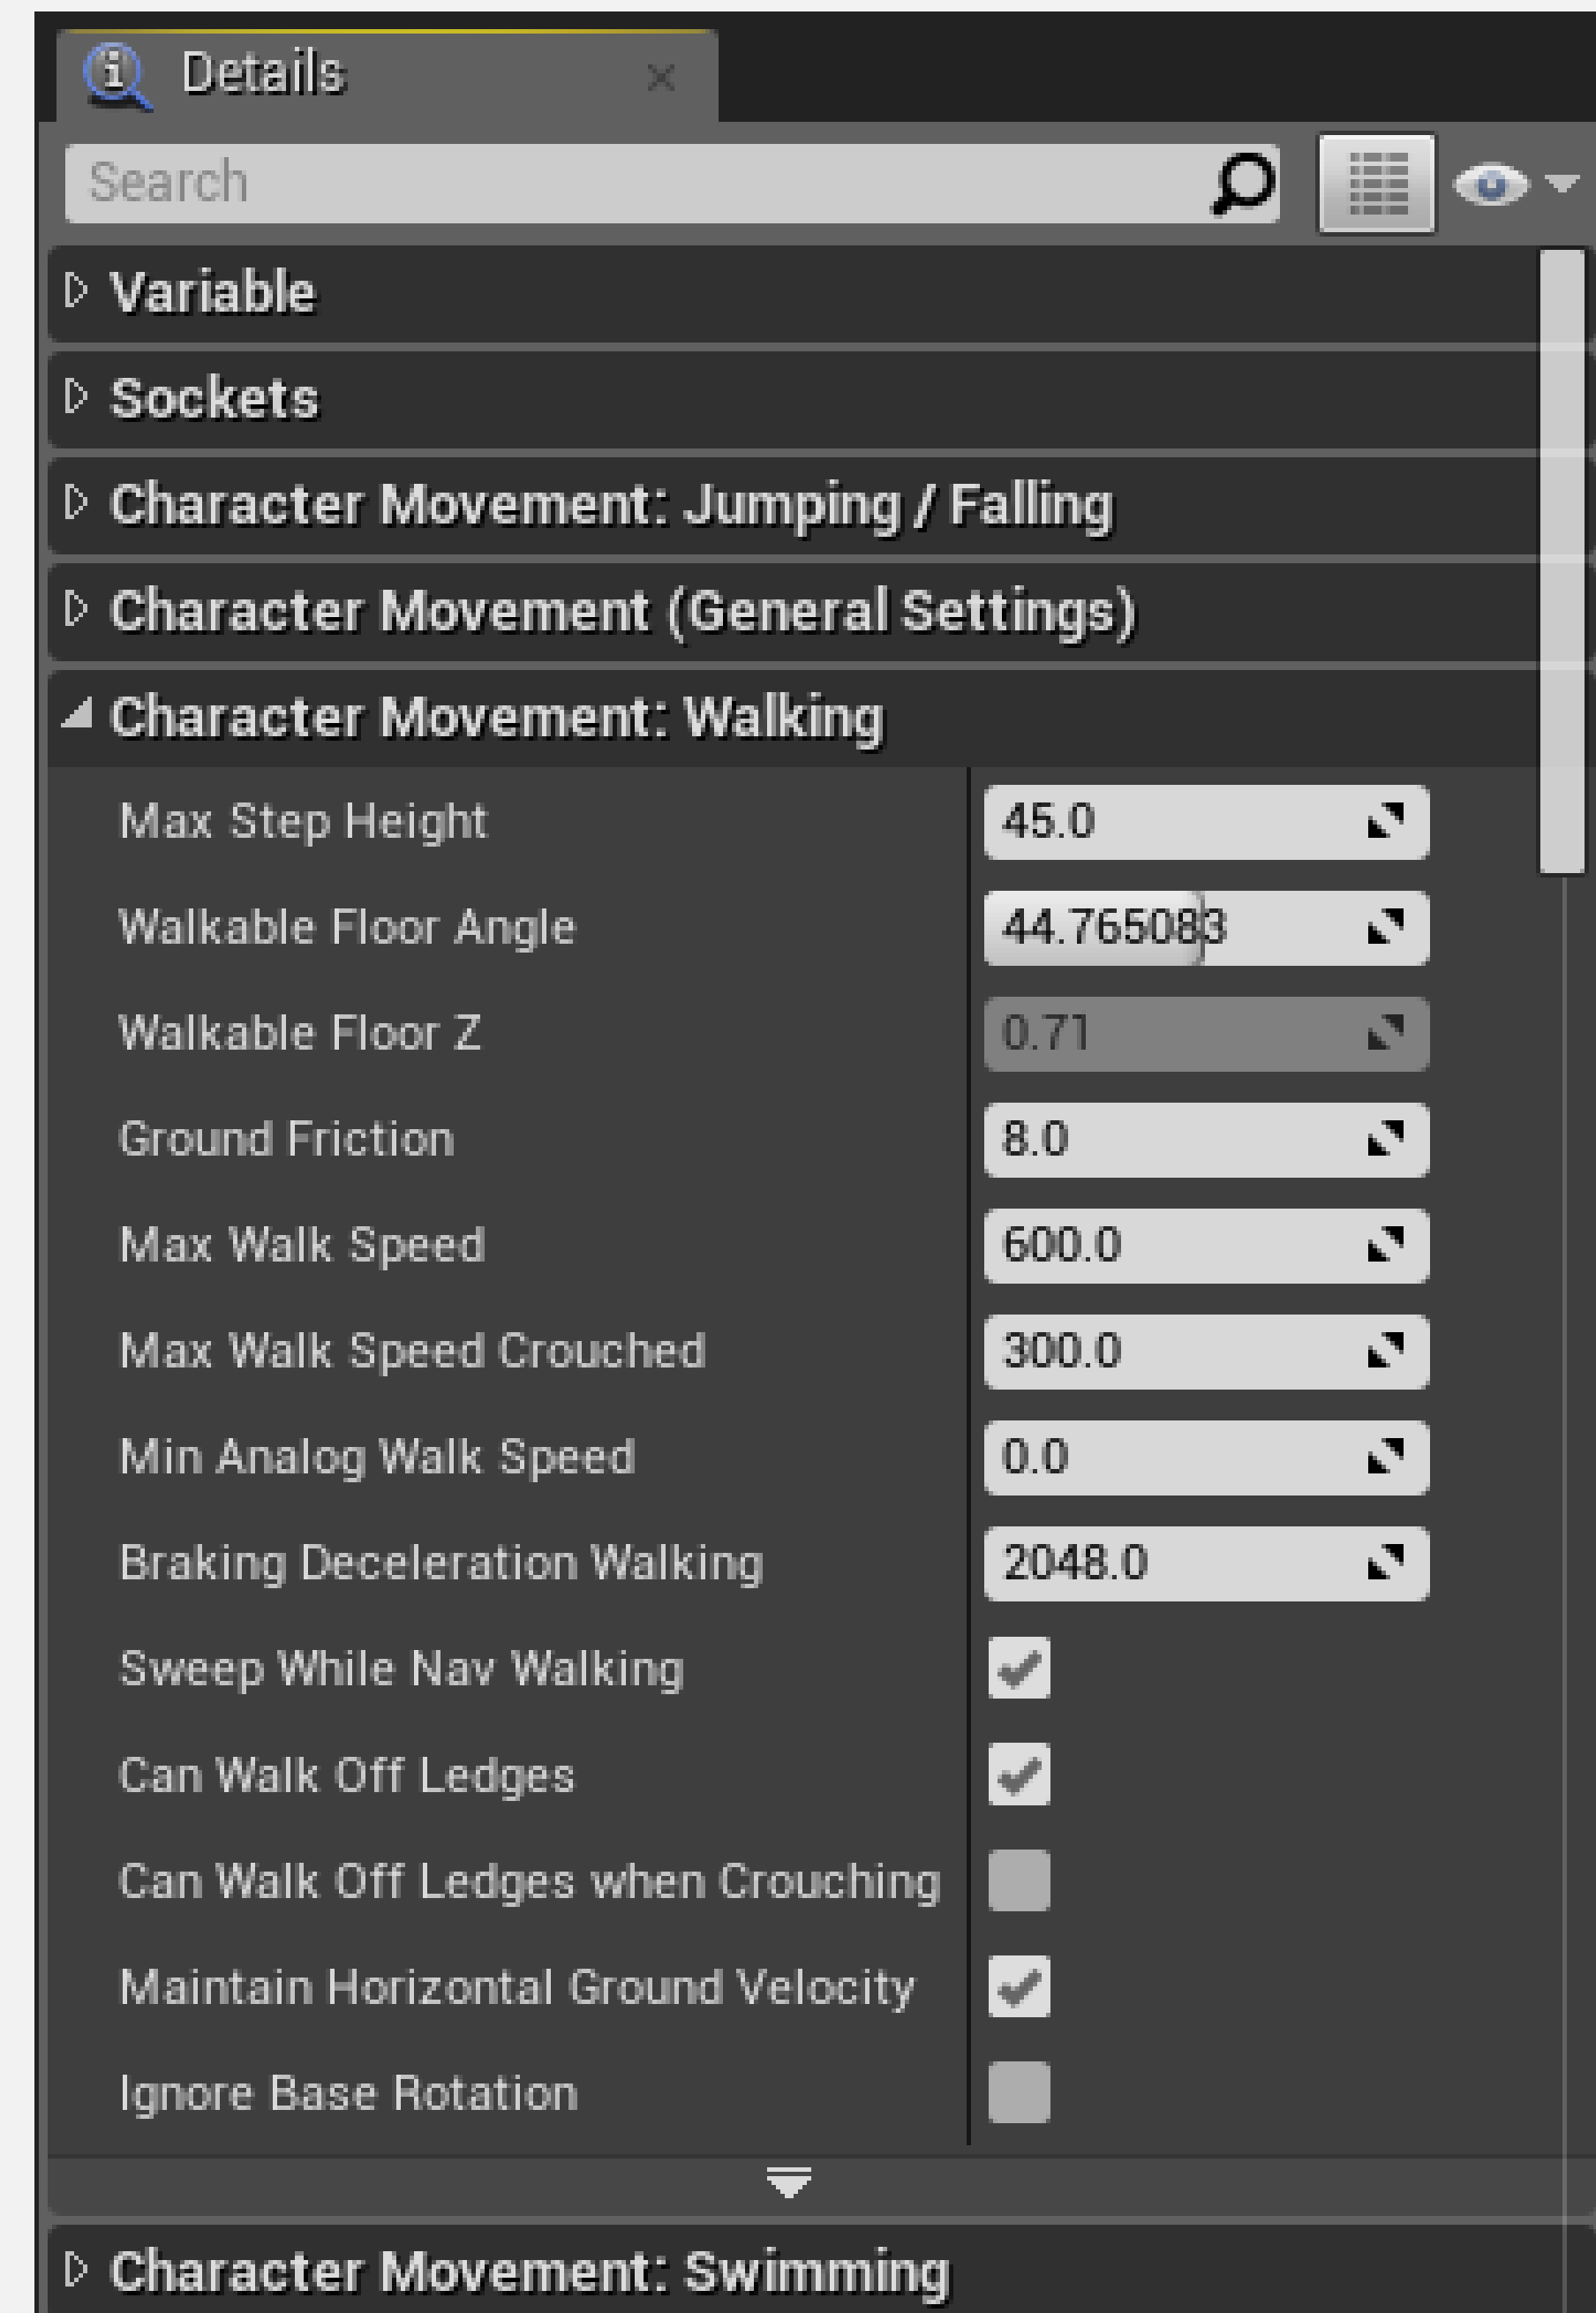 Details
Search
Variable
Sockets
Character Movement: Jumping / Falling
Character Movement (General Settings)
Character Movement: Walking
Max Step Height 45.0
Walkable Floor Angle 44.765083
Walkable Floor Z 0.71
Ground Friction 8.0
Max Walk Speed 600.0
Max Walk Speed Crouched 300.0
Min Analog Walk Speed 0.0
Braking Deceleration Walking 2048.0
Sweep While Nav Walking
Can Walk Off Ledges
Can Walk Off Ledges when Crouching
Maintain Horizontal Ground Velocity
Ignore Base Rotation
Character Movement: Swimming